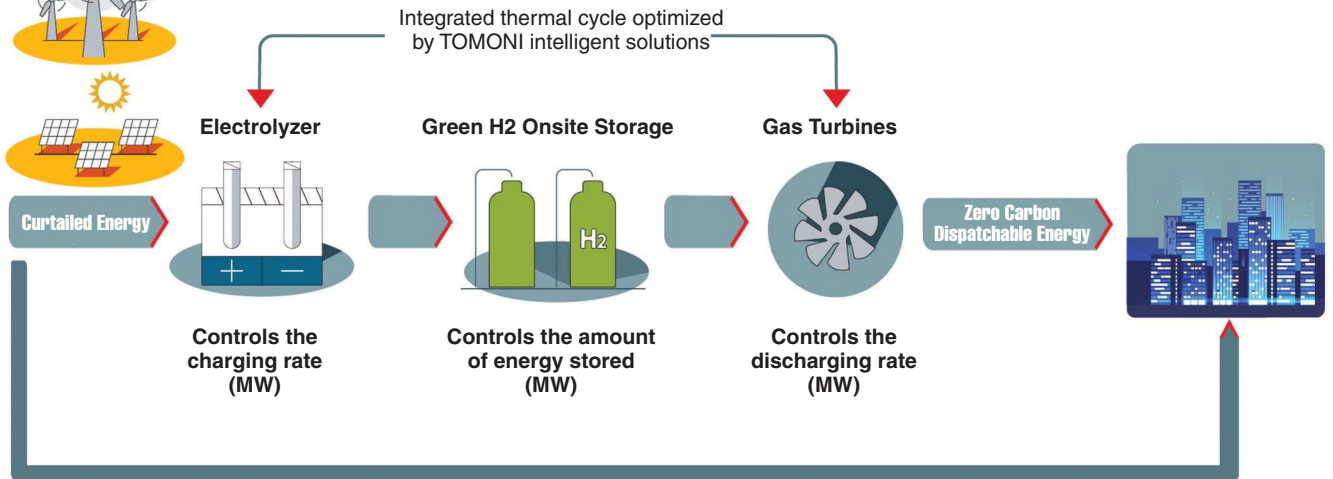 Integrated thermal cycle optimized
by TOMONI intelligent solutions
Electrolyzer
Green H2 Onsite Storage
Gas Turbines
Curtailed Energy
+ −
H2
Zero Carbon
Dispatchable Energy
Controls the
charging rate
(MW)
Controls the amount
of energy stored
(MW)
Controls the
discharging rate
(MW)